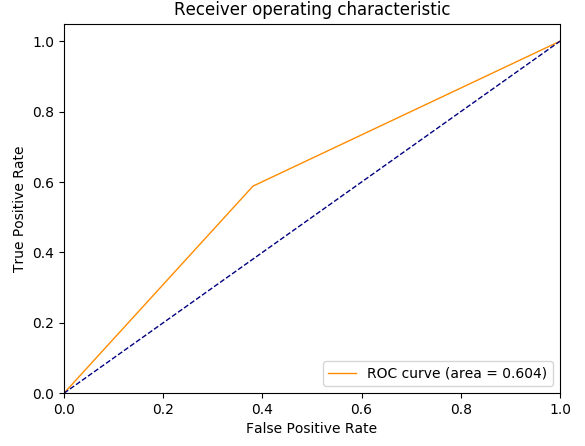 Receiver operating characteristic
1.0
0.8
0.6
0.4
0.2
0.0
True Positive Rate
ROC curve (area = 0.604)
0.0 0.2 0.4 0.6 0.8 1.0
False Positive Rate